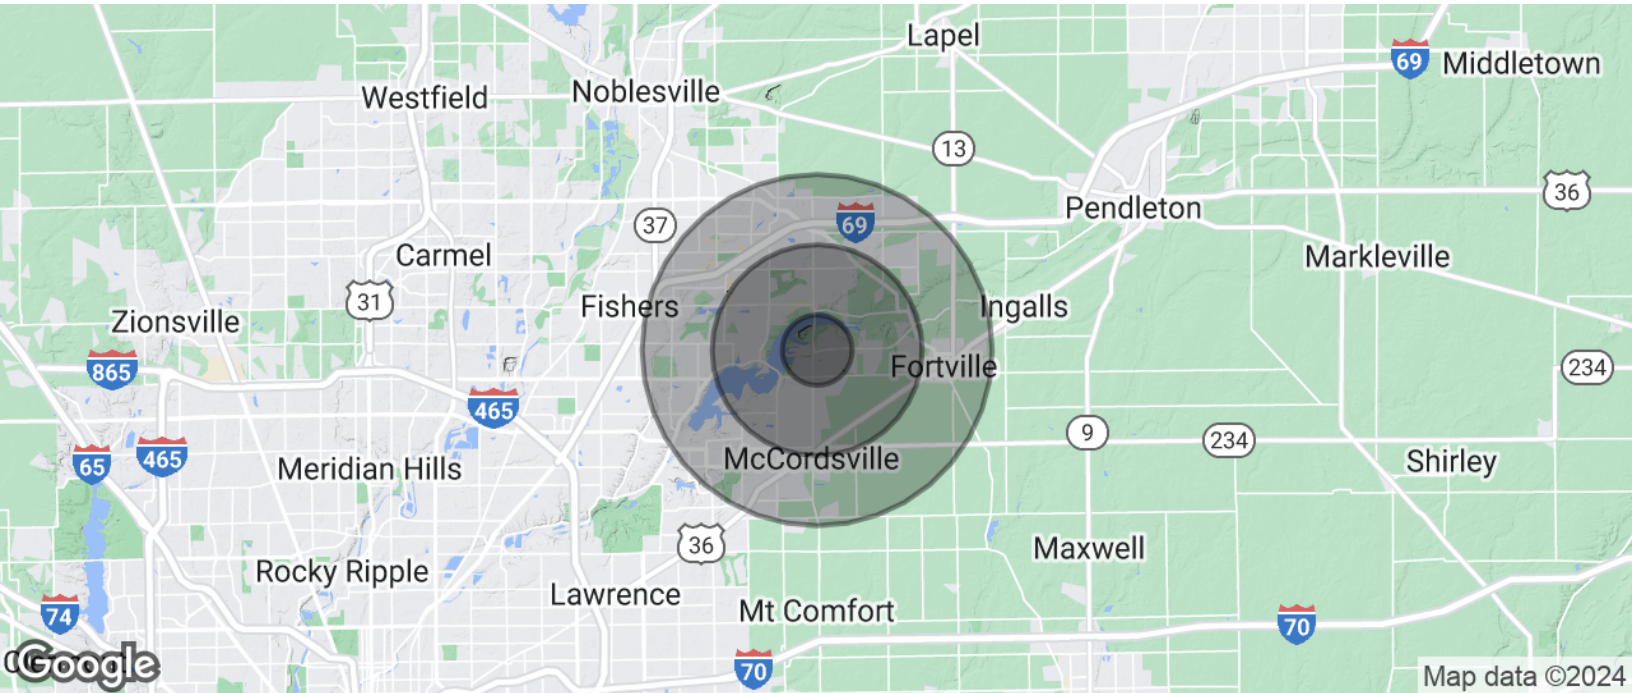 Lapel
69
Middletown
Westfield
Noblesville
13
36
Pendleton
37
69
Carmel
Markleville
31
Fishers
Ingalls
Zionsville
865
Fortville
234
465
9
234
McCordsville
65
465
Meridian Hills
Shirley
36
Maxwell
Rocky Ripple
Lawrence
74
Mt Comfort
70
Google
70
Map data ©2024